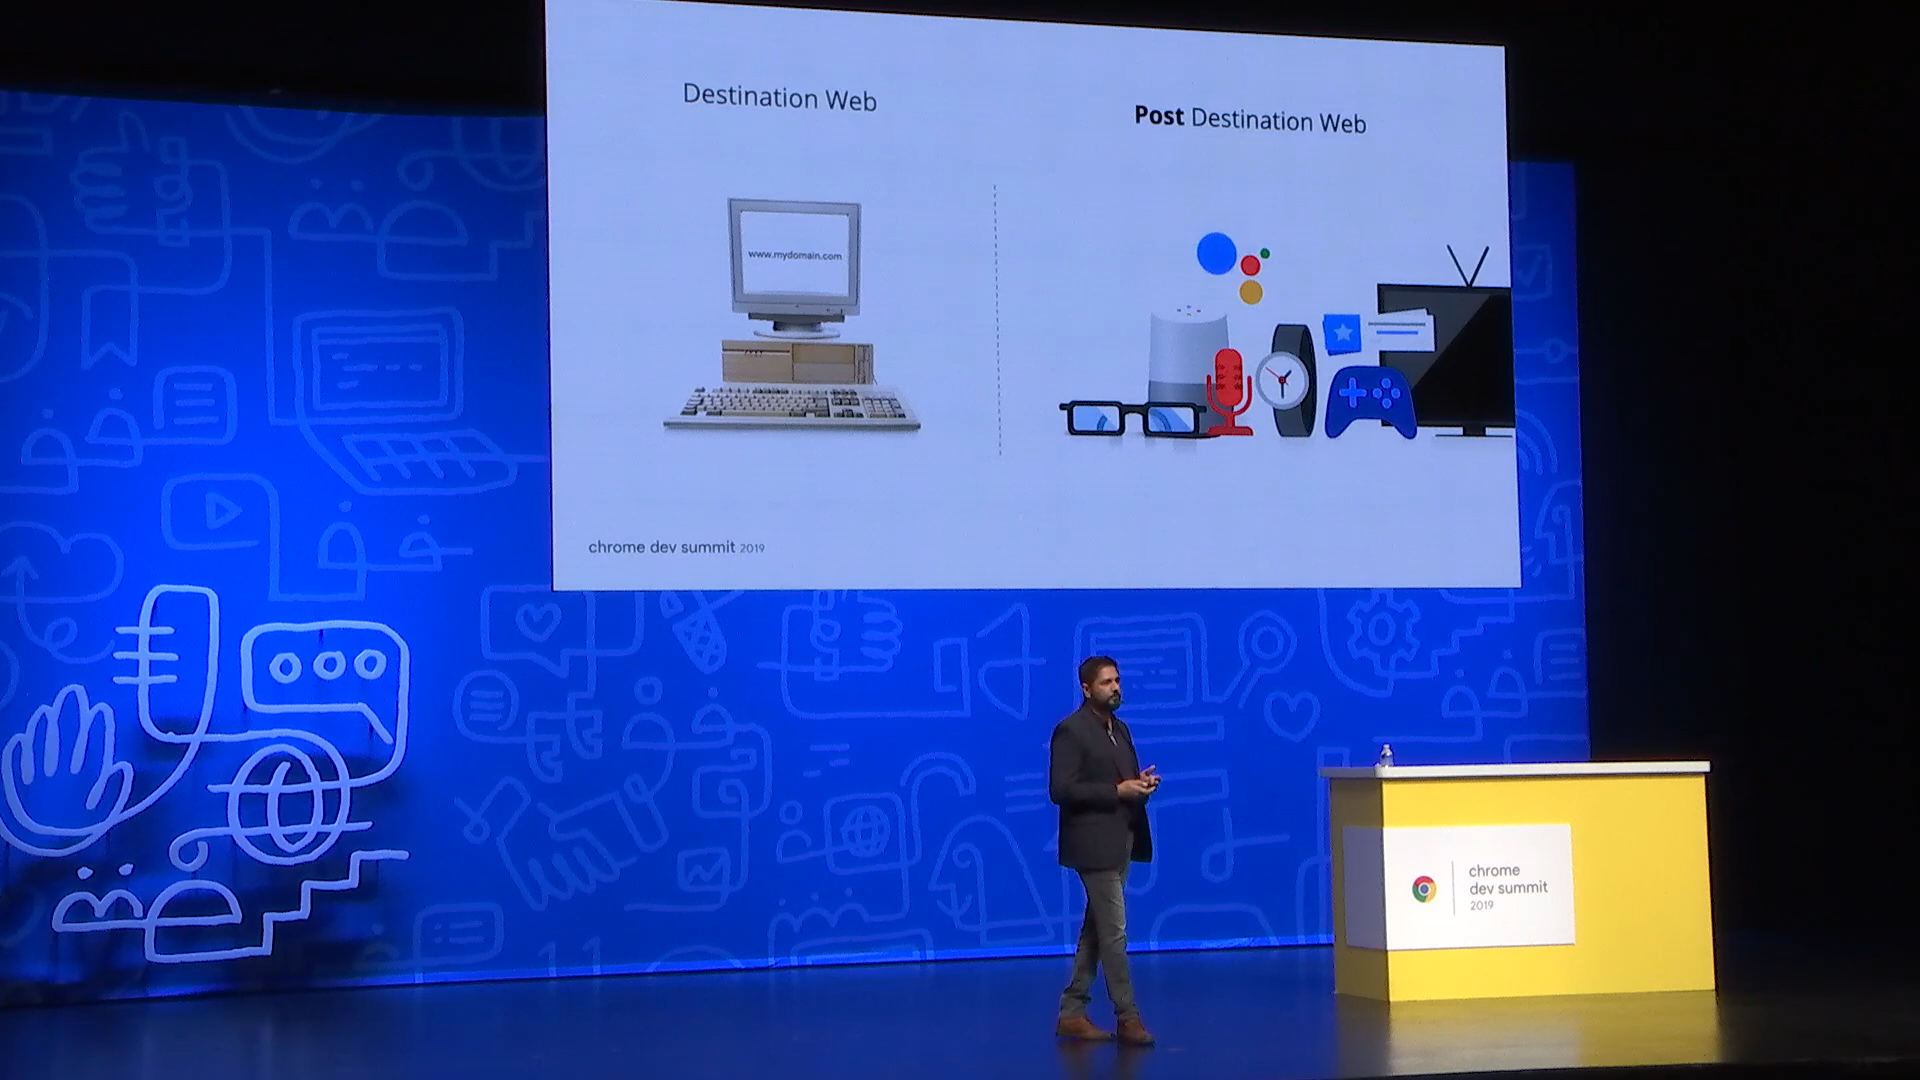 Destination Web
Post Destination Web
www.mydomain.com
chrome dev summit 2019
chrome
dev summit
2019